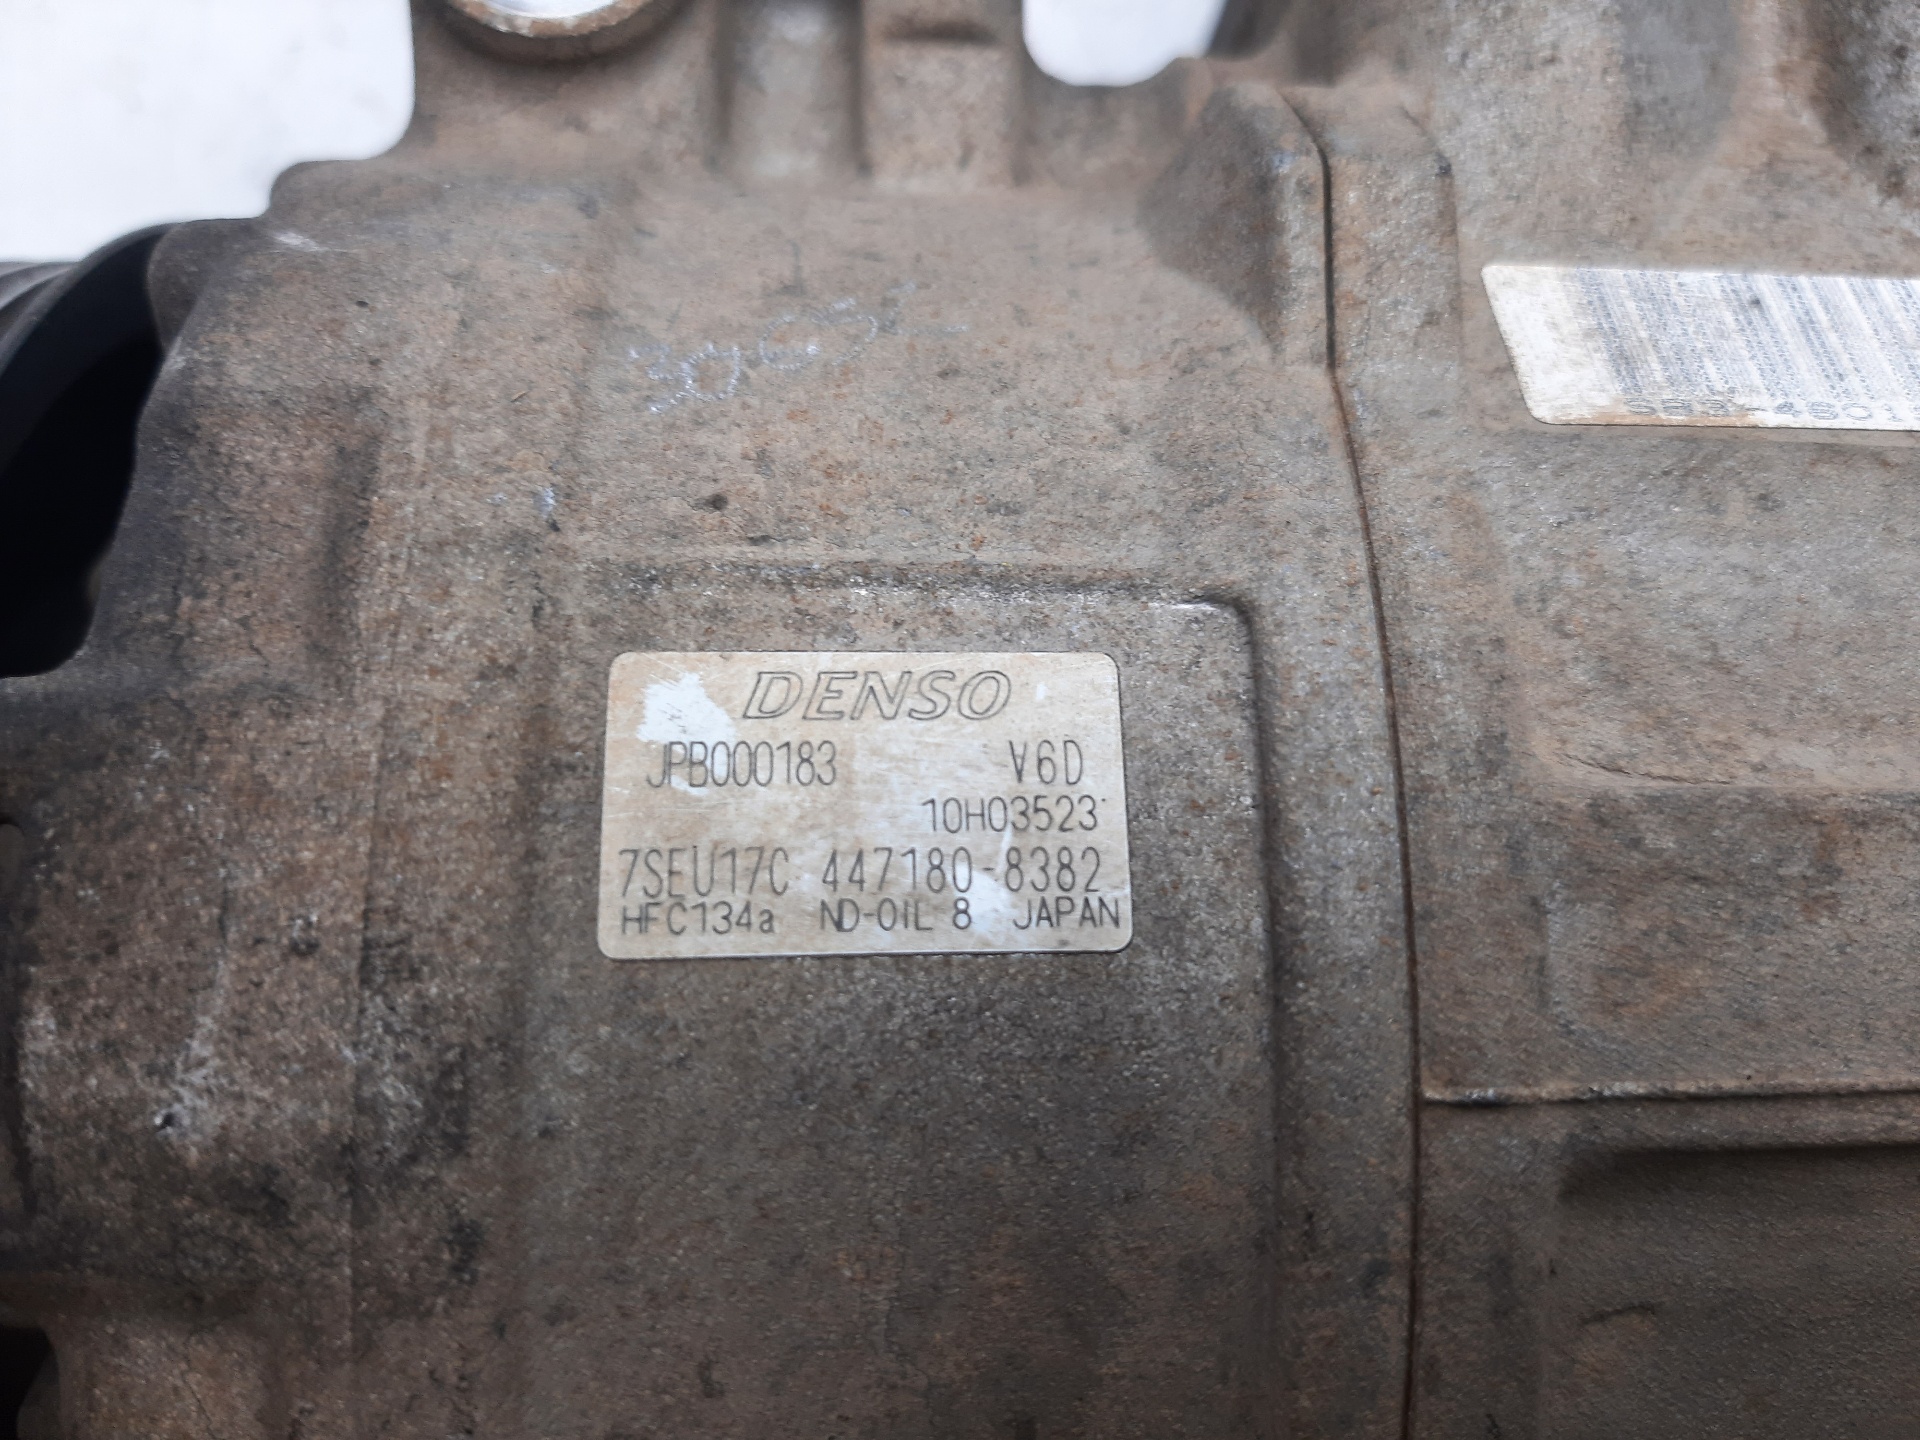 DENSO
JPB000183 V6D
10H03523
7SEU17C 447180-8382
HFC134a ND-OIL 8 JAPAN